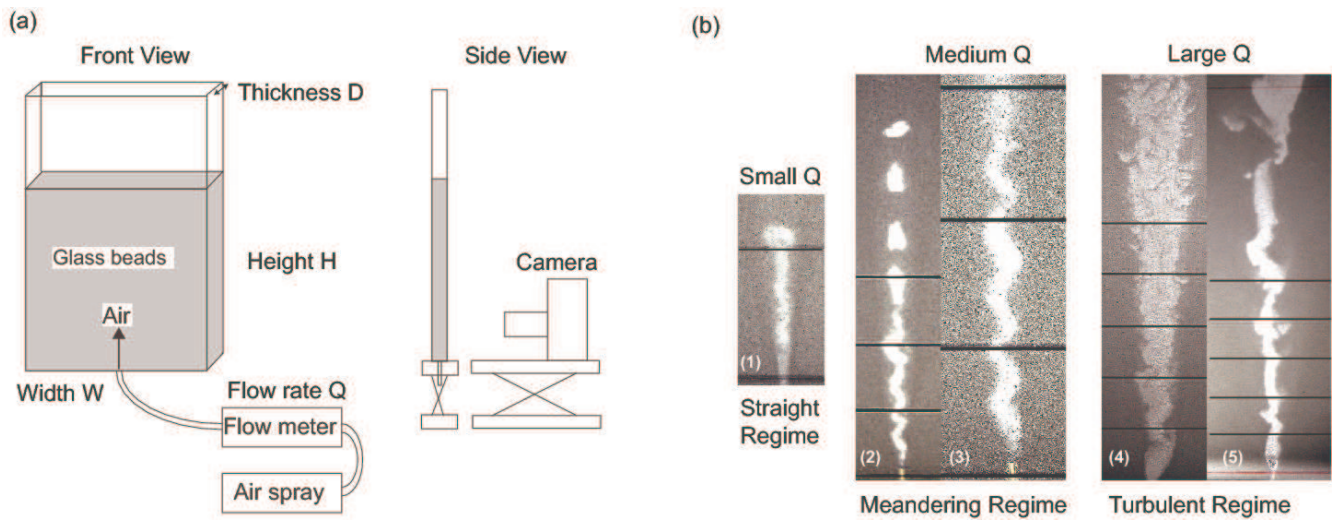 (a)
Front View
Side View
Thickness D
Glass beads
Height H
Air
Width W
Flow rate Q
Flow meter
Air spray
Camera
(b)
Medium Q
Large Q
Small Q
(1)
Straight
Regime
(2)
(3)
(4)
(5)
Meandering Regime
Turbulent Regime